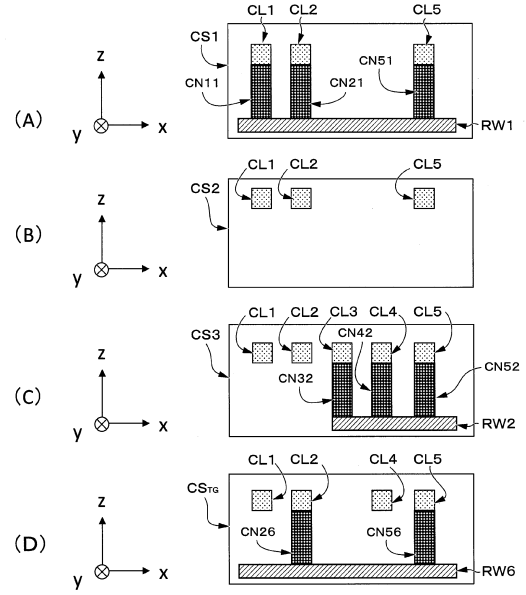 CL1 CL2 CL5
CS1
z
CN11 CN21 CN51
(A)
y x
RW1
CL1 CL2 CL5
CS2
z
(B)
y x
CL1 CL2 CL3 CL4 CL5
CN42
CS3
z
CN32 CN52
(C)
y x
RW2
CL1 CL2 CL4 CL5
CSTG
z
CN26 CN56
(D)
y x
RW6